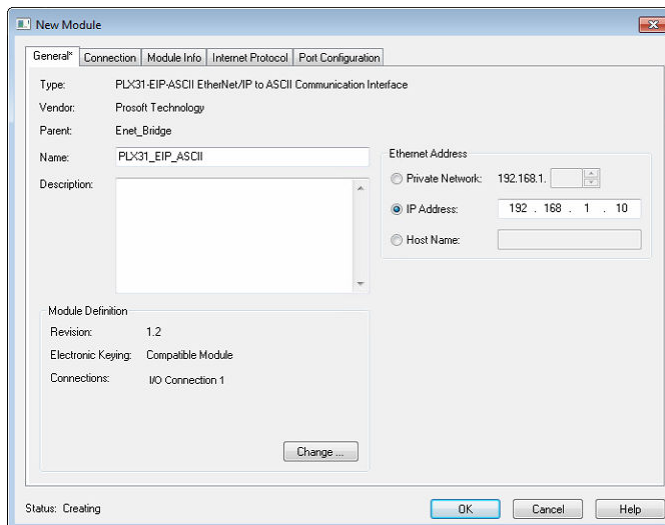 New Module
General* Connection Module Info Internet Protocol Port Configuration
Type: PLX31-EIP-ASCII EtherNet/IP to ASCII Communication Interface
Vendor: Prosoft Technology
Parent: Enet_Bridge
Name: PLX31_EIP_ASCII
Description:
Ethernet Address
Private Network: 192.168.1.
IP Address: 192 . 168 . 1 . 10
Host Name:
Module Definition
Revision: 1.2
Electronic Keying: Compatible Module
Connections: I/O Connection 1
Change ...
Status: Creating
OK Cancel Help